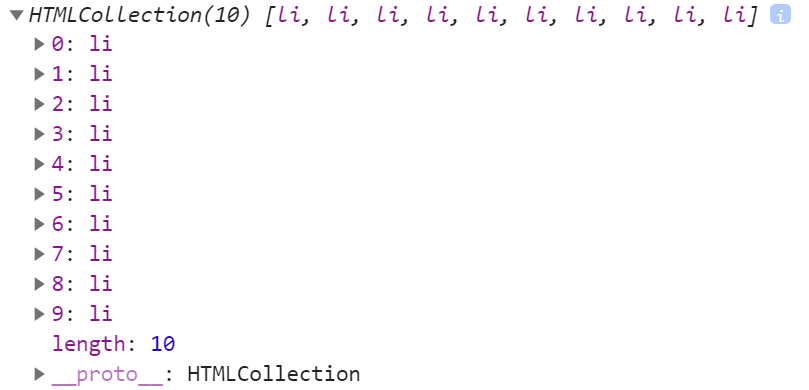 ▼HTMLCollection(10) [li, li, li, li, li, li, li, li, li, li] i
▶0: li
▶1: li
▶2: li
▶3: li
▶4: li
▶5: li
▶6: li
▶7: li
▶8: li
▶9: li
length: 10
▶__proto__: HTMLCollection